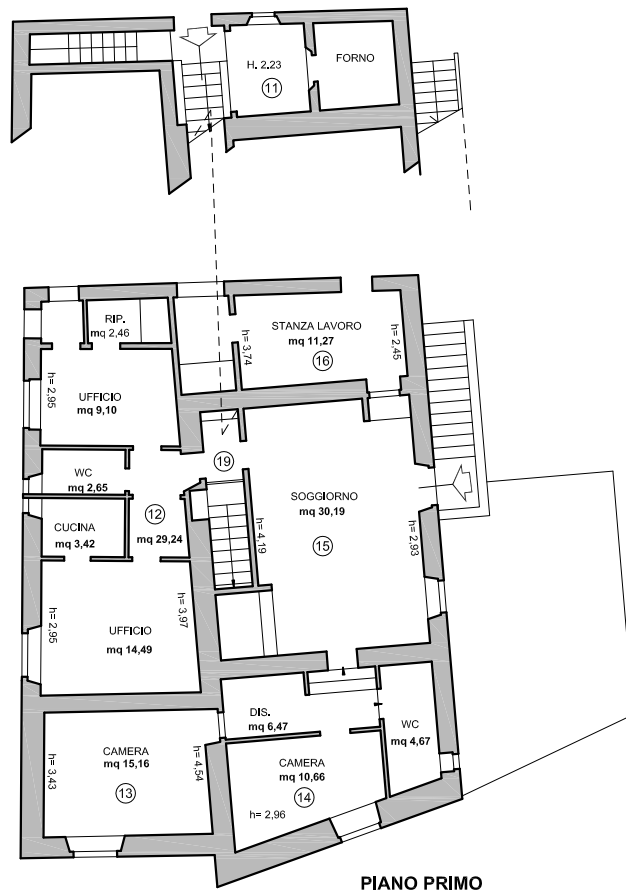 H. 2.23
FORNO
11
RIP.
mq 2,46
STANZA LAVORO
mq 11,27
16
h= 3,74
h= 2,45
h= 2,95
UFFICIO
mq 9,10
WC
mq 2,65
19
SOGGIORNO
mq 30,19
15
h= 4,19
h= 2,93
12
mq 29,24
CUCINA
mq 3,42
UFFICIO
mq 14,49
h= 2,95
h= 3,97
DIS.
mq 6,47
WC
mq 4,67
CAMERA
mq 15,16
13
h= 3,43
h= 4,54
CAMERA
mq 10,66
14
h= 2,96
PIANO PRIMO